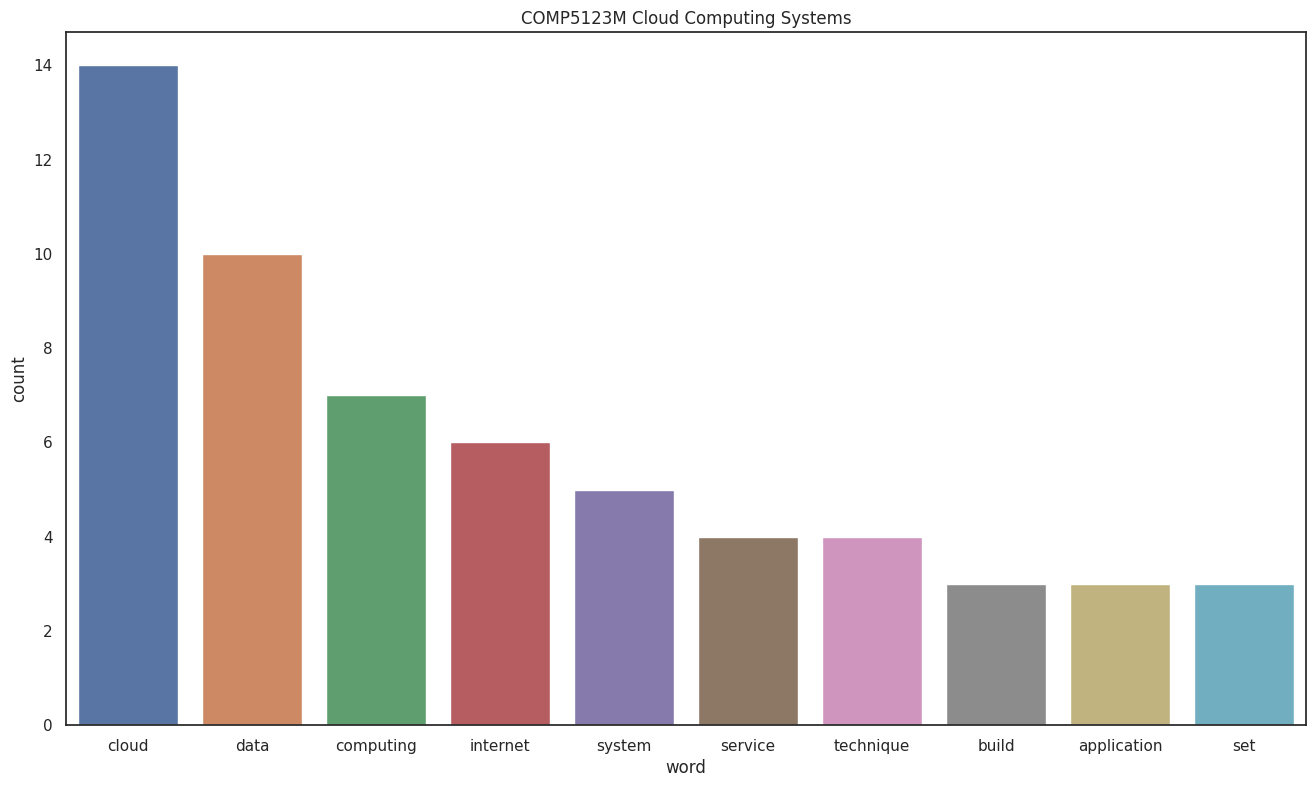 COMP5123M Cloud Computing Systems
14
12
10
8
6
4
2
0
count
cloud data computing internet system service technique build application set
word